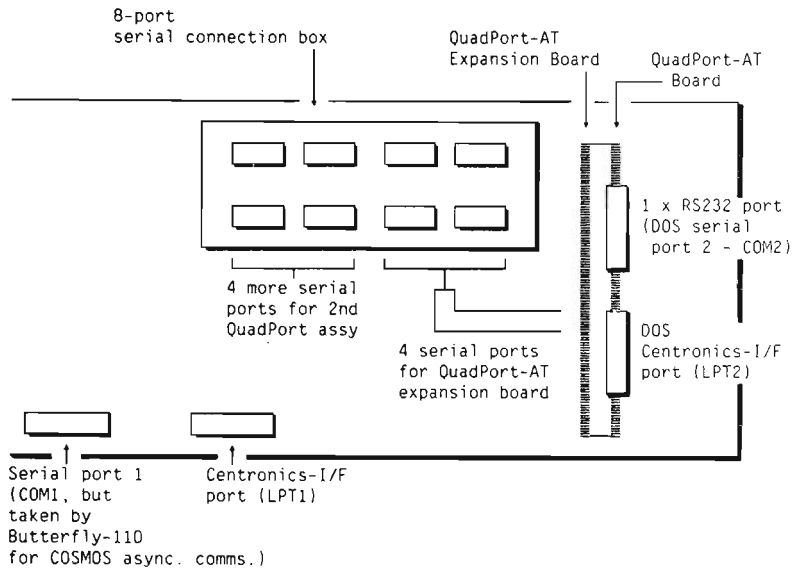 8-port
serial connection box
QuadPort-AT
Expansion Board
QuadPort-AT
Board
1 x RS232 port
(DOS serial
port 2 - COM2)
4 more serial
ports for 2nd
QuadPort assy
4 serial ports
for QuadPort-AT
expansion board
DOS
Centronics-I/F
port (LPT2)
Serial port 1
(COM1, but
taken by
Butterfly-110
for COSMOS async. comms.)
Centronics-I/F
port (LPT1)